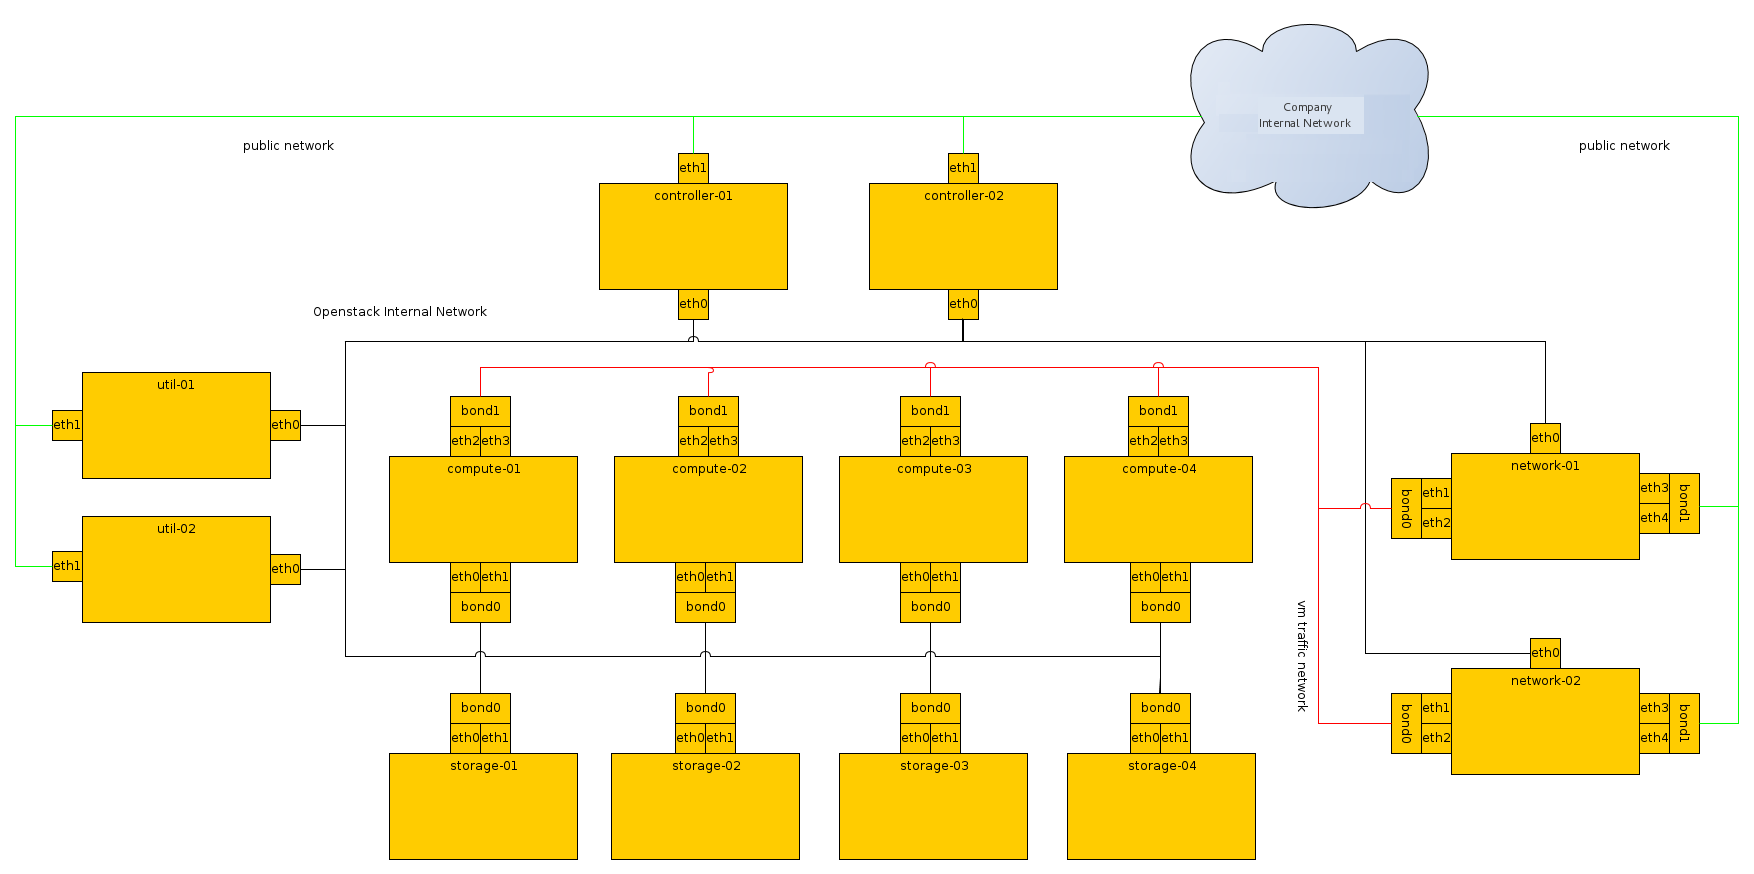 Company
Internal Network
public network
public network
eth1
eth1
controller-01
controller-02
eth0
eth0
Openstack Internal Network
util-01
eth1
eth0
util-02
eth1
eth0
bond1
bond1
bond1
bond1
eth2 eth3
eth2 eth3
eth2 eth3
eth2 eth3
compute-01
compute-02
compute-03
compute-04
eth0 eth1
eth0 eth1
eth0 eth1
eth0 eth1
bond0
bond0
bond0
bond0
bond0
bond0
bond0
bond0
eth0 eth1
eth0 eth1
eth0 eth1
eth0 eth1
storage-01
storage-02
storage-03
storage-04
vm traffic network
eth0
network-01
bond0
eth1
eth2
eth3
eth4
bond1
eth0
network-02
bond0
eth1
eth2
eth3
eth4
bond1